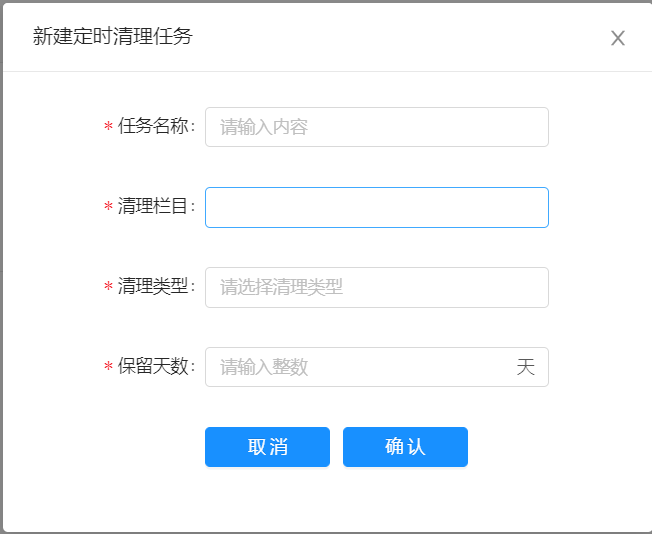 新建定时清理任务
* 任务名称: 请输入内容
* 清理栏目:
* 清理类型: 请选择清理类型
* 保留天数: 请输入整数 天
取消 确认